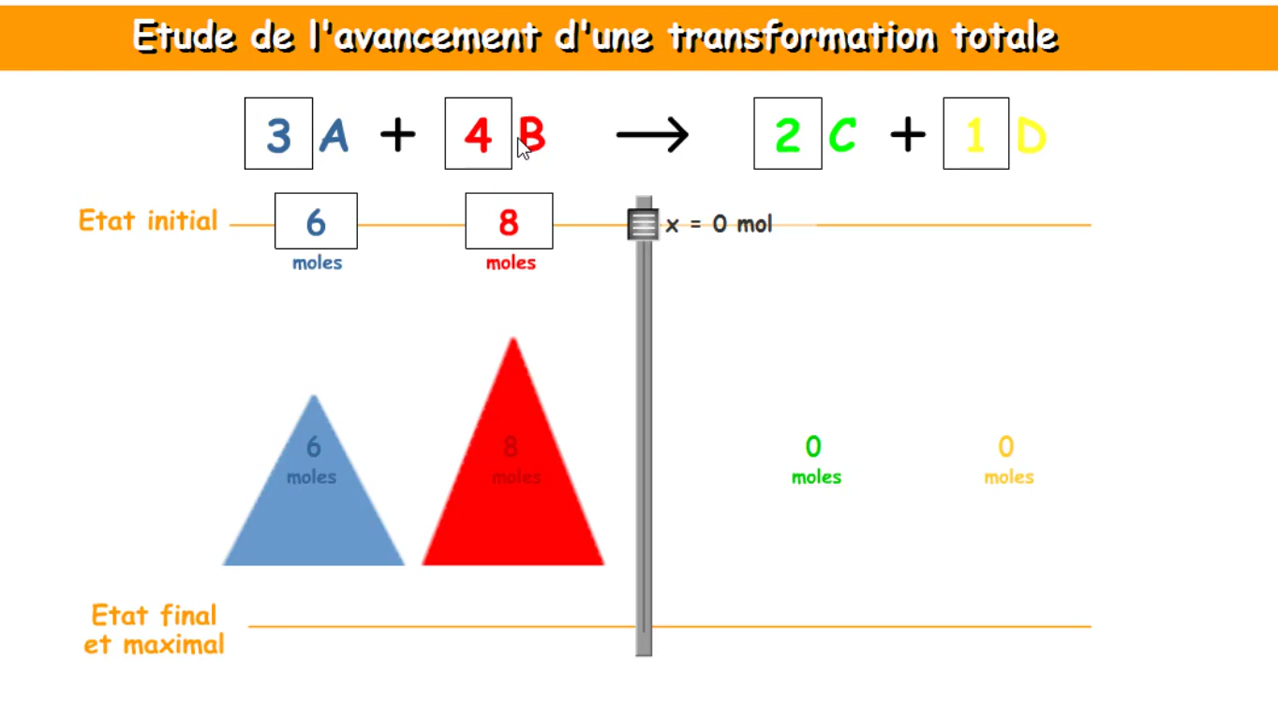 Etude de l'avancement d'une transformation totale
3 A + 4 B → 2 C + 1 D
Etat initial 6 8 x = 0 mol
moles moles
6 8 0 0
moles moles moles moles
Etat final
et maximal